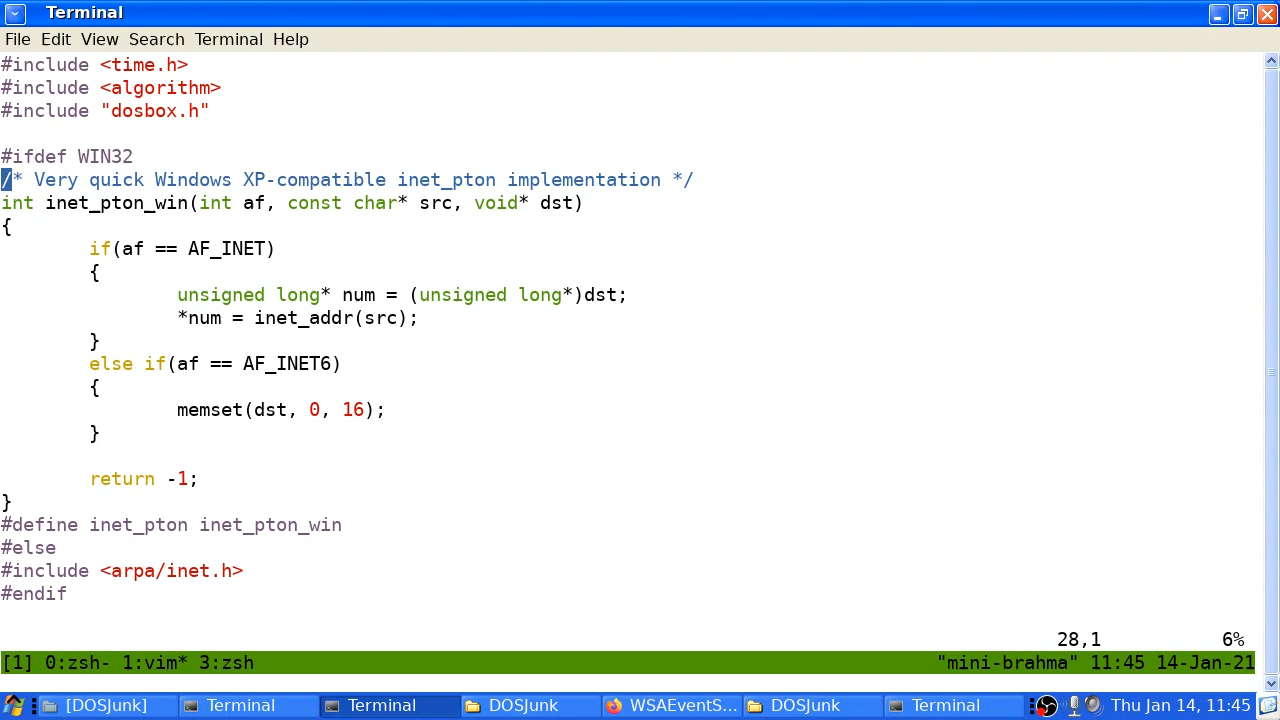 Terminal
File Edit View Search Terminal Help
#include <time.h>
#include <algorithm>
#include "dosbox.h"
#ifdef WIN32
/* Very quick Windows XP-compatible inet_pton implementation */
int inet_pton_win(int af, const char* src, void* dst)
{
        if(af == AF_INET)
        {
                unsigned long* num = (unsigned long*)dst;
                *num = inet_addr(src);
        }
        else if(af == AF_INET6)
        {
                memset(dst, 0, 16);
        }
        return -1;
}
#define inet_pton inet_pton_win
#else
#include <arpa/inet.h>
#endif
28,1 6%
[1] 0:zsh- 1:vim* 3:zsh "mini-brahma" 11:45 14-Jan-21
[DOSJunk] Terminal Terminal DOSJunk WSAEventS... DOSJunk Terminal Thu Jan 14, 11:45